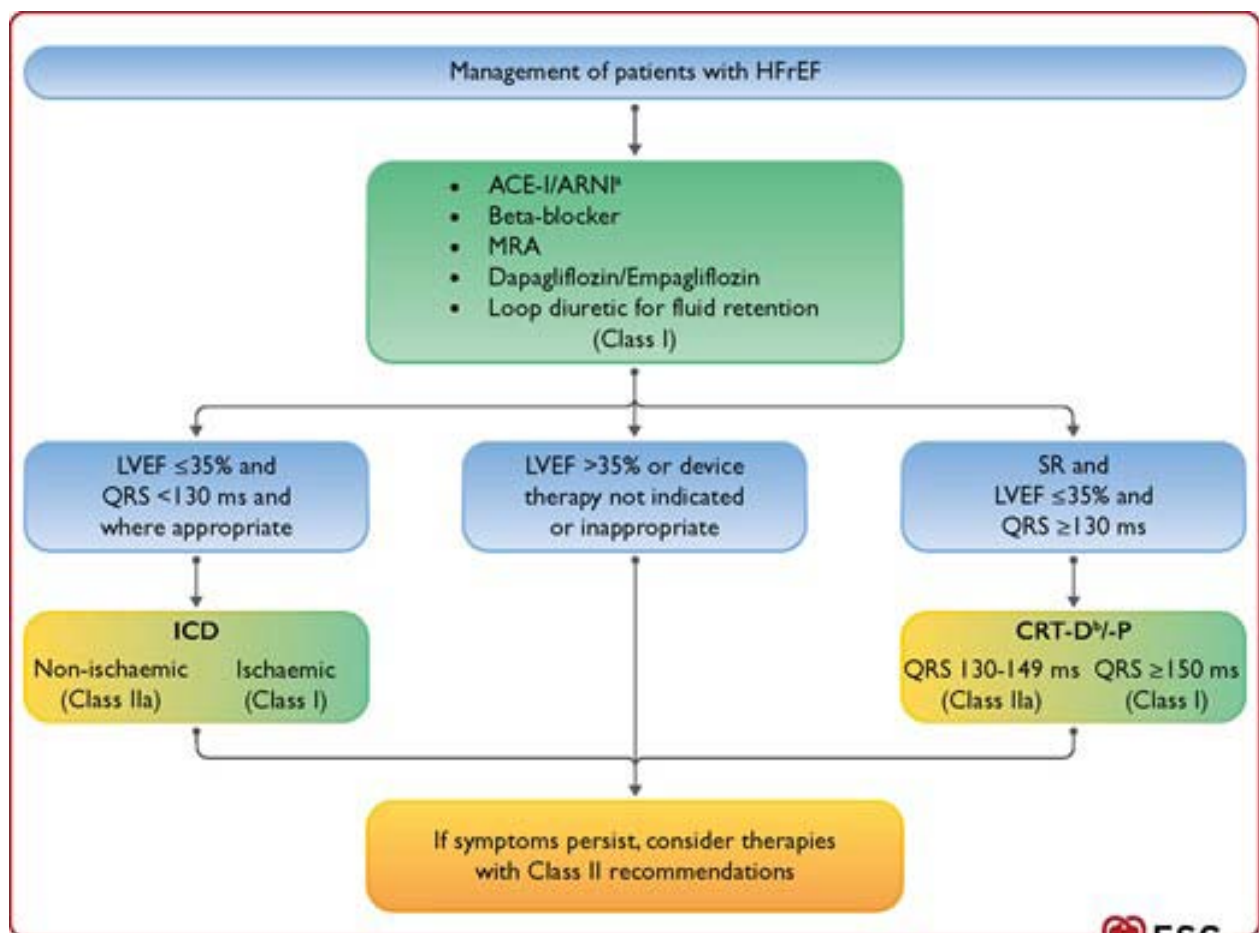 Management of patients with HFrEF
• ACE-I/ARNIᵃ
• Beta-blocker
• MRA
• Dapagliflozin/Empagliflozin
• Loop diuretic for fluid retention
(Class I)
LVEF ≤35% and
QRS <130 ms and
where appropriate
LVEF >35% or device
therapy not indicated
or inappropriate
SR and
LVEF ≤35% and
QRS ≥130 ms
ICD
Non-ischaemic
(Class IIa)
Ischaemic
(Class I)
CRT-Dᵇ/-P
QRS 130-149 ms
(Class IIa)
QRS ≥150 ms
(Class I)
If symptoms persist, consider therapies
with Class II recommendations
ESC